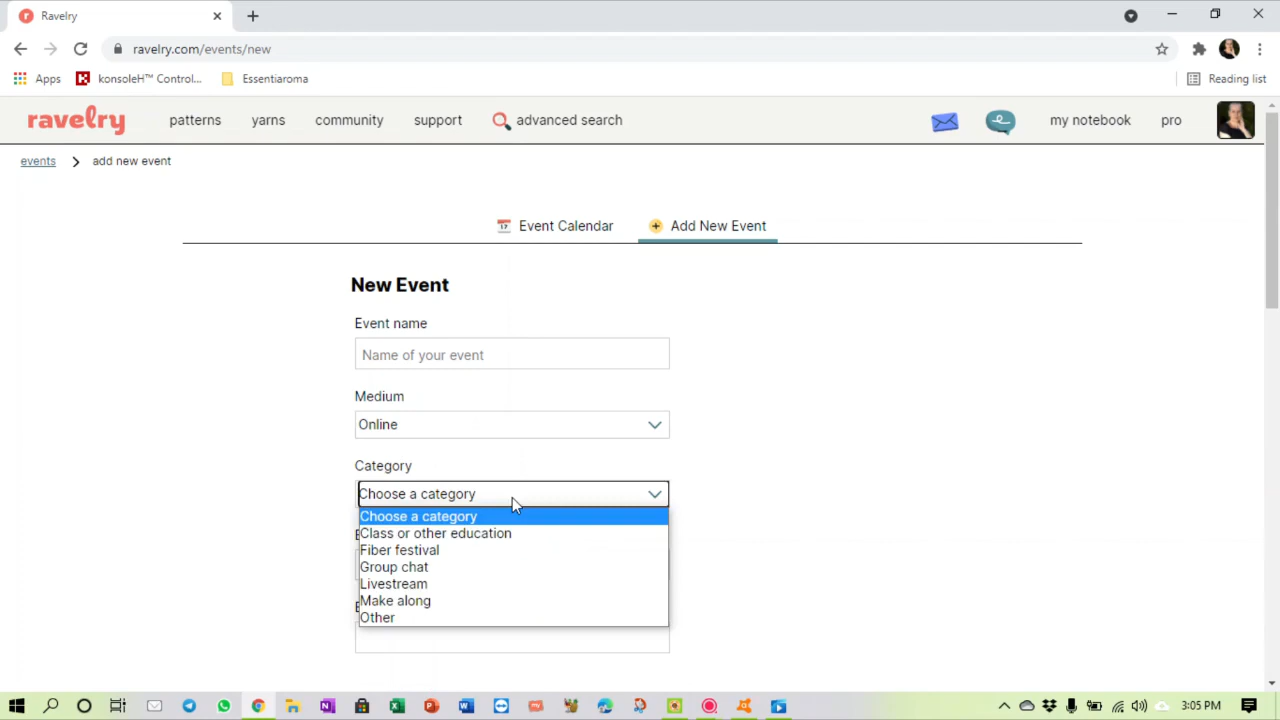 Ravelry
ravelry.com/events/new
Apps
konsoleH™ Control...
Essentiaroma
Reading list
ravelry
patterns
yarns
community
support
advanced search
my notebook
pro
events
add new event
Event Calendar
Add New Event
New Event
Event name
Name of your event
Medium
Online
Category
Choose a category
Choose a category
Class or other education
Fiber festival
Group chat
Livestream
Make along
Other
3:05 PM